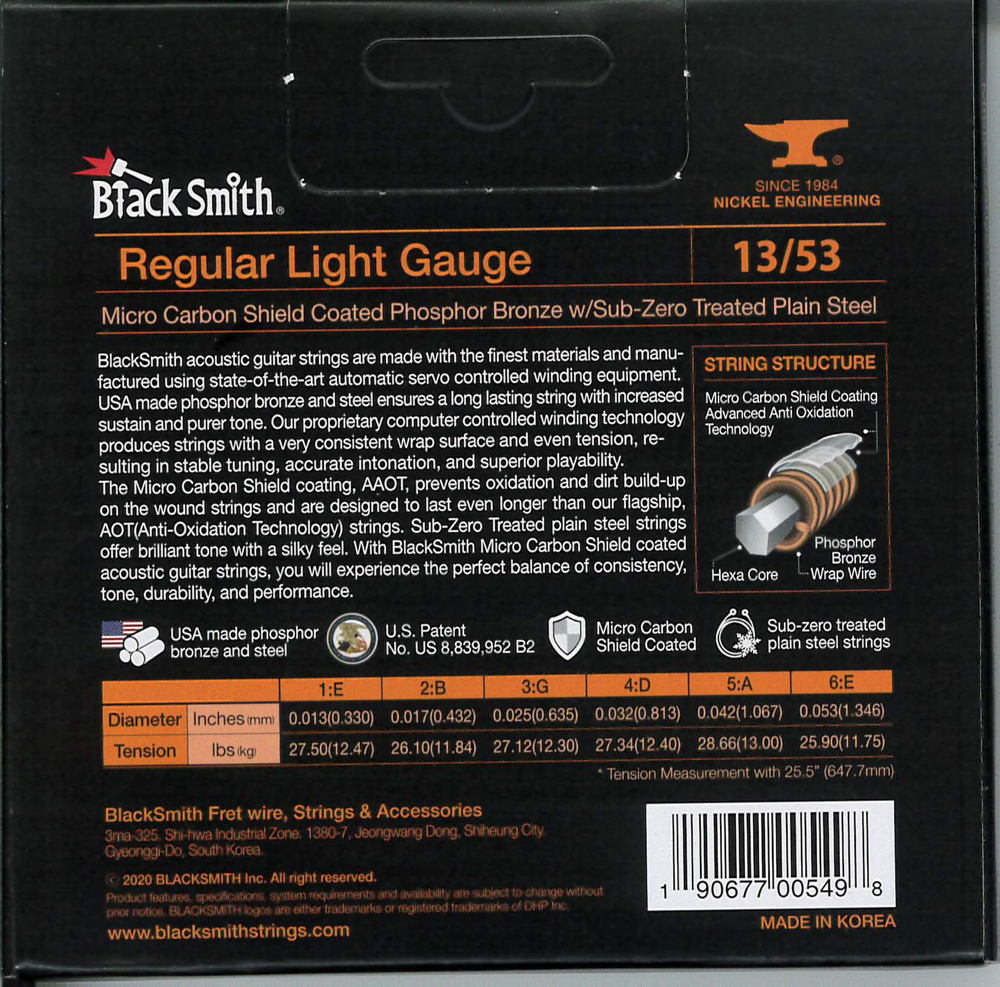 Black Smith®
®
SINCE 1984
NICKEL ENGINEERING
Regular Light Gauge
13/53
Micro Carbon Shield Coated Phosphor Bronze w/Sub-Zero Treated Plain Steel
BlackSmith acoustic guitar strings are made with the finest materials and manu-
factured using state-of-the-art automatic servo controlled winding equipment.
USA made phosphor bronze and steel ensures a long lasting string with increased
sustain and purer tone. Our proprietary computer controlled winding technology
produces strings with a very consistent wrap surface and even tension, re-
sulting in stable tuning, accurate intonation, and superior playability.
The Micro Carbon Shield coating, AAOT, prevents oxidation and dirt build-up
on the wound strings and are designed to last even longer than our flagship,
AOT(Anti-Oxidation Technology) strings. Sub-Zero Treated plain steel strings
offer brilliant tone with a silky feel. With BlackSmith Micro Carbon Shield coated
acoustic guitar strings, you will experience the perfect balance of consistency,
tone, durability, and performance.
STRING STRUCTURE
Micro Carbon Shield Coating
Advanced Anti Oxidation
Technology
Phosphor
Bronze
Wrap Wire
Hexa Core
USA made phosphor
bronze and steel
U.S. Patent
No. US 8,839,952 B2
Micro Carbon
Shield Coated
Sub-zero treated
plain steel strings
1:E 2:B 3:G 4:D 5:A 6:E
Diameter Inches (mm) 0.013(0.330) 0.017(0.432) 0.025(0.635) 0.032(0.813) 0.042(1.067) 0.053(1.346)
Tension lbs (kg) 27.50(12.47) 26.10(11.84) 27.12(12.30) 27.34(12.40) 28.66(13.00) 25.90(11.75)
* Tension Measurement with 25.5" (647.7mm)
BlackSmith Fret wire, Strings & Accessories
3ma-325. Shi-hwa Industrial Zone. 1380-7, Jeongwang Dong, Shiheung City.
Gyeonggi-Do, South Korea.
© 2020 BLACKSMITH Inc. All right reserved.
Product features, specifications, system requirements and availability are subject to change without
prior notice. BLACKSMITH logos are either trademarks or registered trademarks of DHP Inc.
www.blacksmithstrings.com
1 90677 00549 8
MADE IN KOREA